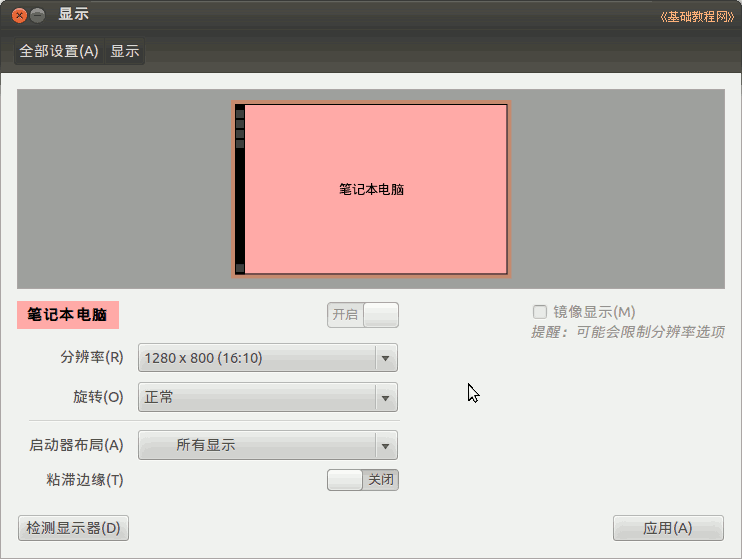 显示
《基础教程网》
全部设置(A) 显示
笔记本电脑
笔记本电脑
开启
镜像显示(M)
提醒：可能会限制分辨率选项
分辨率(R)
1280 x 800 (16:10)
旋转(O)
正常
启动器布局(A)
所有显示
粘滞边缘(T)
关闭
检测显示器(D)
应用(A)